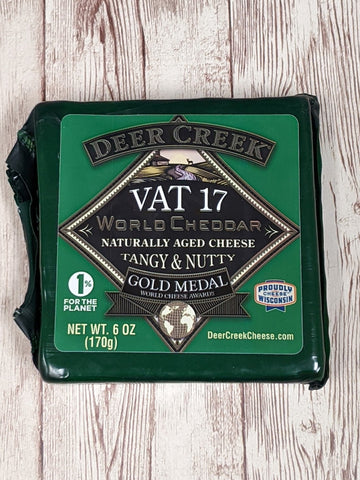 DEER CREEK
VAT 17
WORLD CHEDDAR
NATURALLY AGED CHEESE
TANGY & NUTTY
GOLD MEDAL
WORLD CHEESE AWARDS
1%
FOR THE
PLANET
PROUDLY
WISCONSIN
CHEESE
NET WT. 6 OZ
(170g)
DeerCreekCheese.com